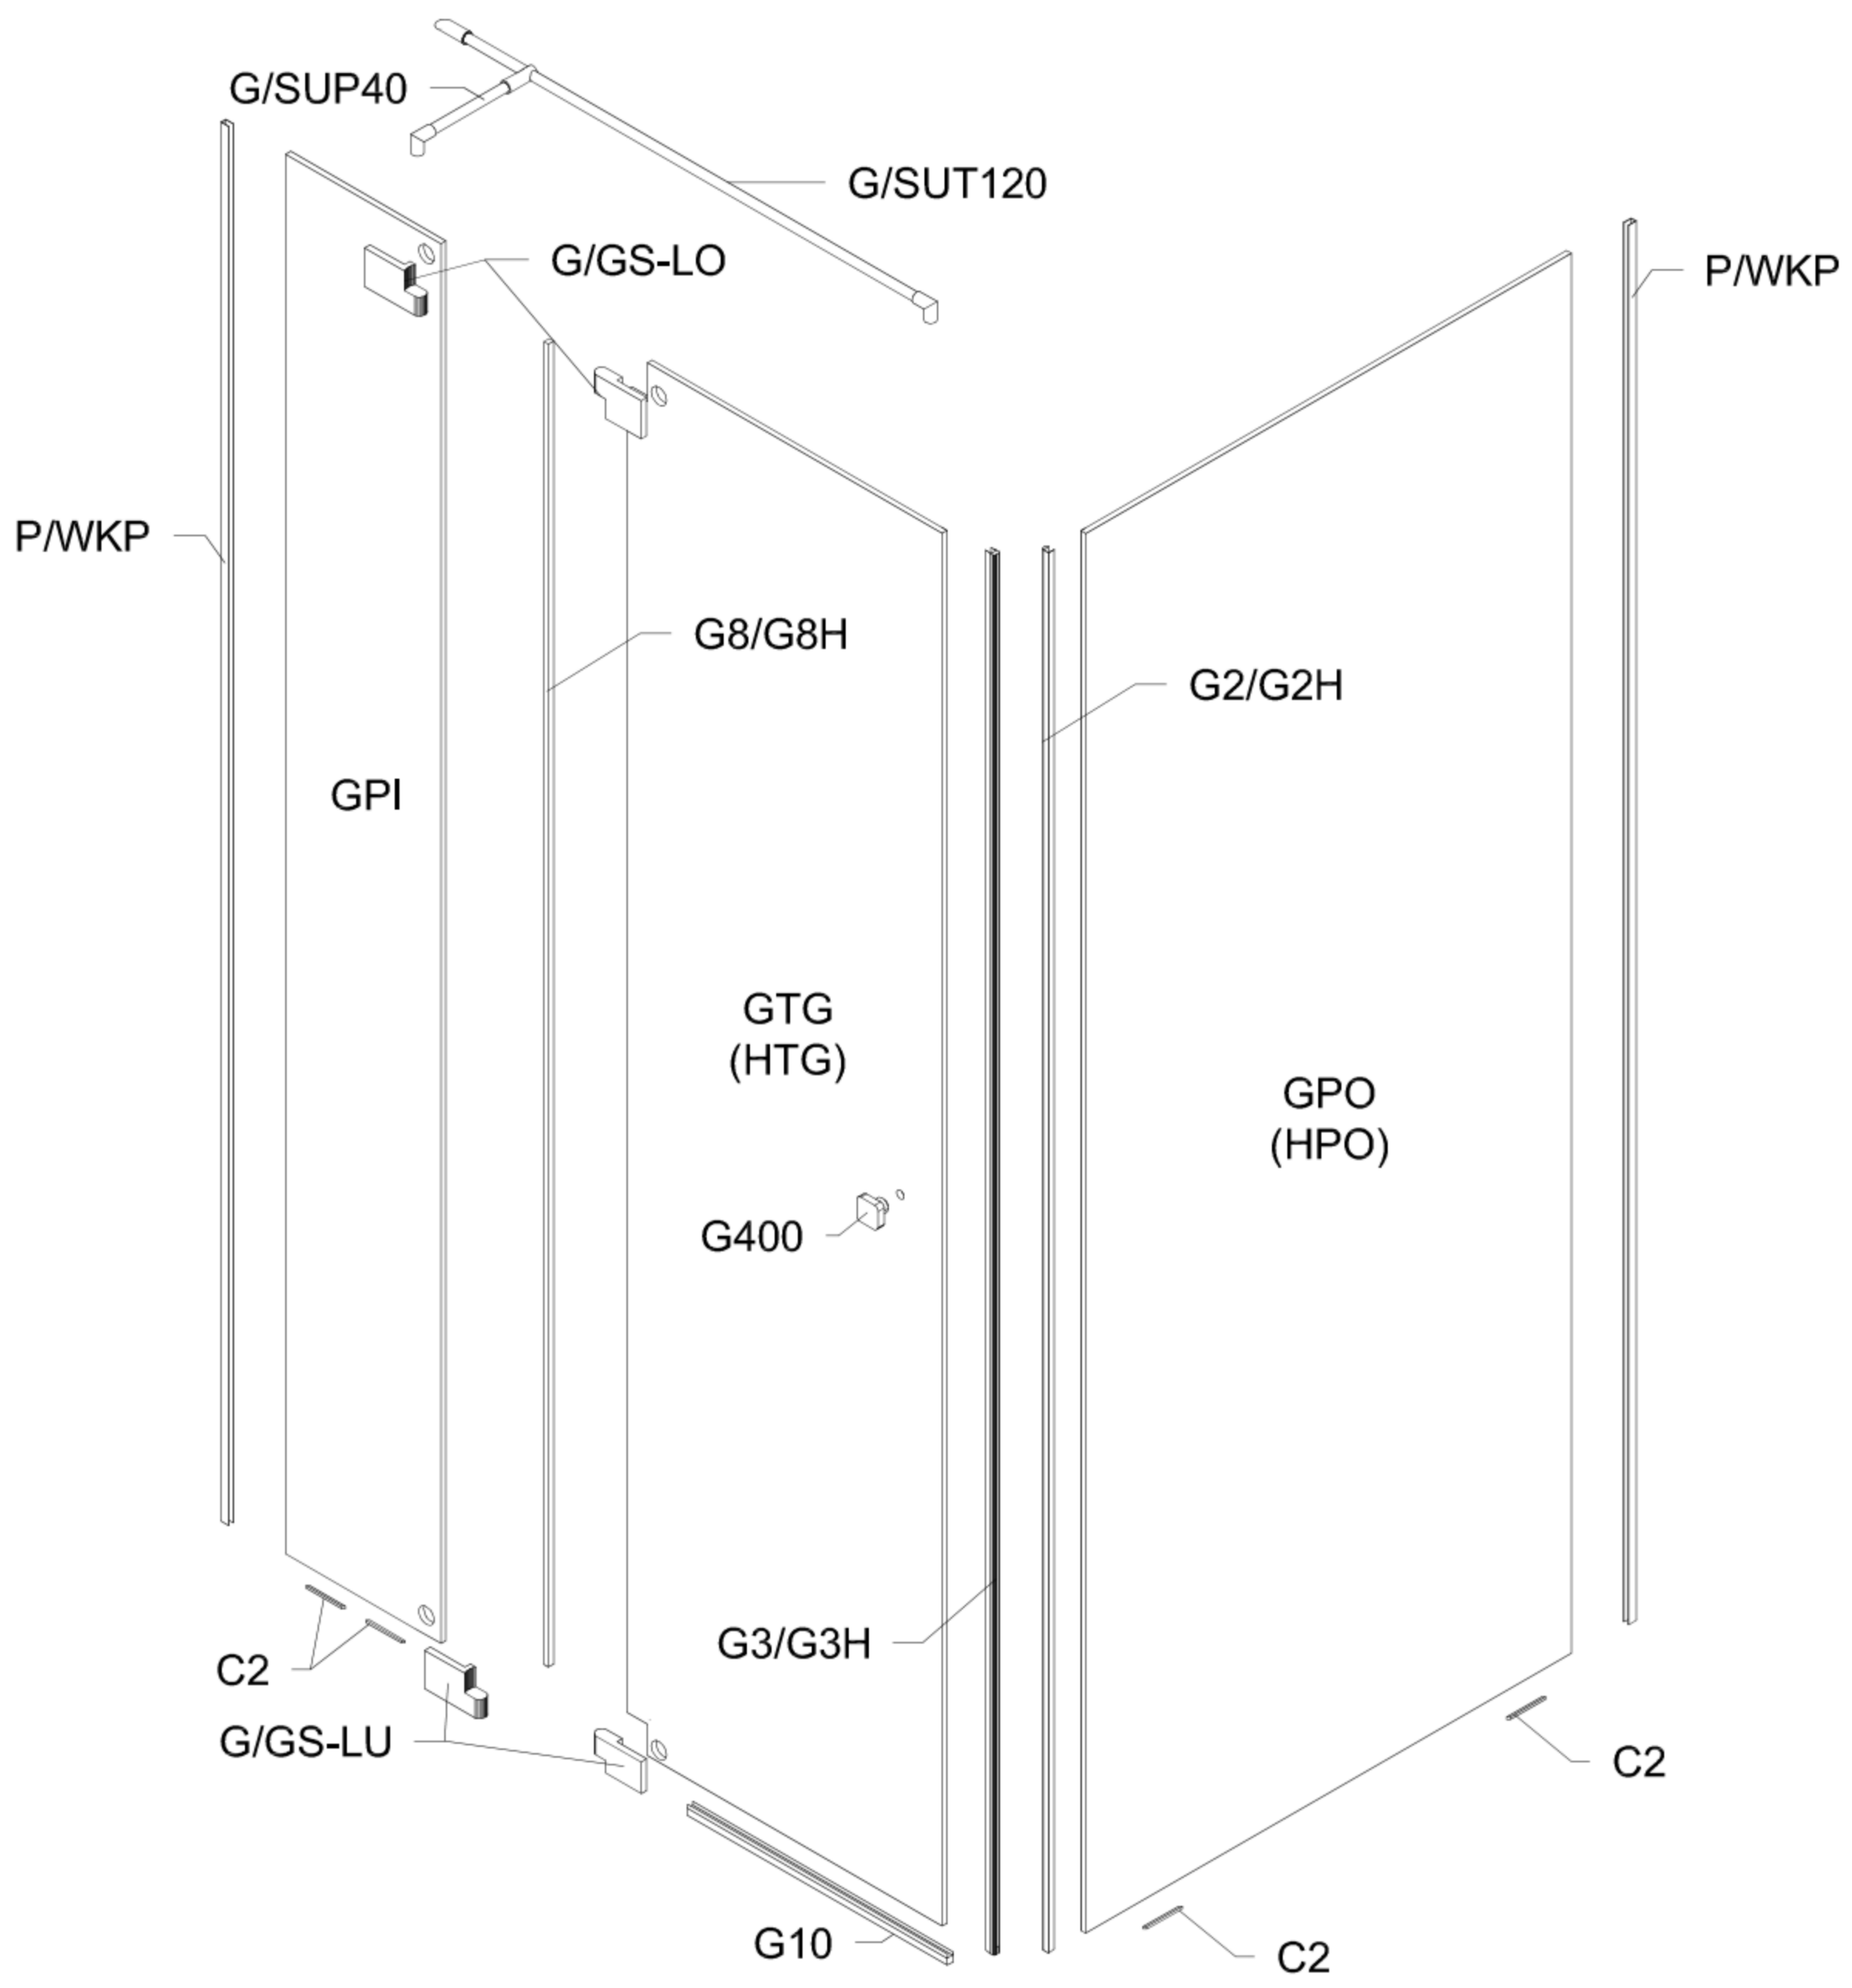 G/SUP40
G/SUT120
G/GS-LO
P/WKP
P/WKP
G8/G8H
G2/G2H
GPI
GTG
(HTG)
GPO
(HPO)
G400
G3/G3H
C2
G/GS-LU
C2
G10
C2